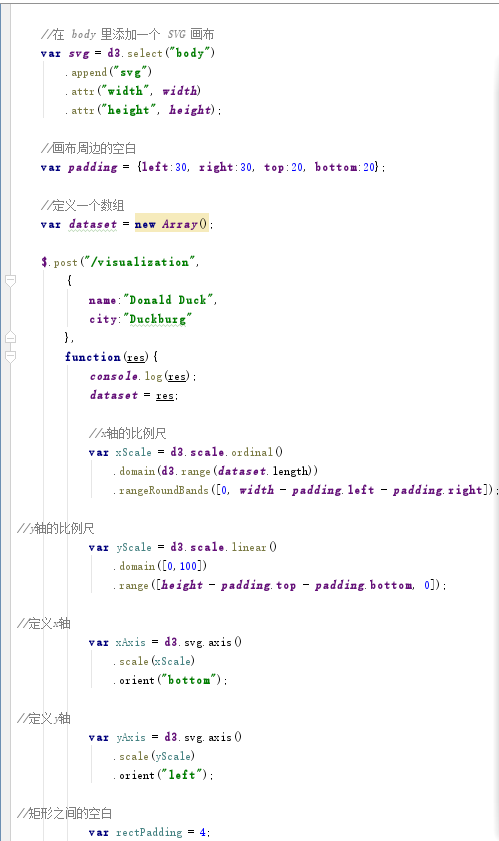 //在 body 里添加一个 SVG 画布
var svg = d3.select("body")
.append("svg")
.attr("width", width)
.attr("height", height);
//画布周边的空白
var padding = {left:30, right:30, top:20, bottom:20};
//定义一个数组
var dataset = new Array();
$.post("/visualization",
{
name:"Donald Duck",
city:"Duckburg"
},
function(res){
console.log(res);
dataset = res;
//x轴的比例尺
var xScale = d3.scale.ordinal()
.domain(d3.range(dataset.length))
.rangeRoundBands([0, width - padding.left - padding.right]);
//y轴的比例尺
var yScale = d3.scale.linear()
.domain([0,100])
.range([height - padding.top - padding.bottom, 0]);
//定义x轴
var xAxis = d3.svg.axis()
.scale(xScale)
.orient("bottom");
//定义y轴
var yAxis = d3.svg.axis()
.scale(yScale)
.orient("left");
//矩形之间的空白
var rectPadding = 4;